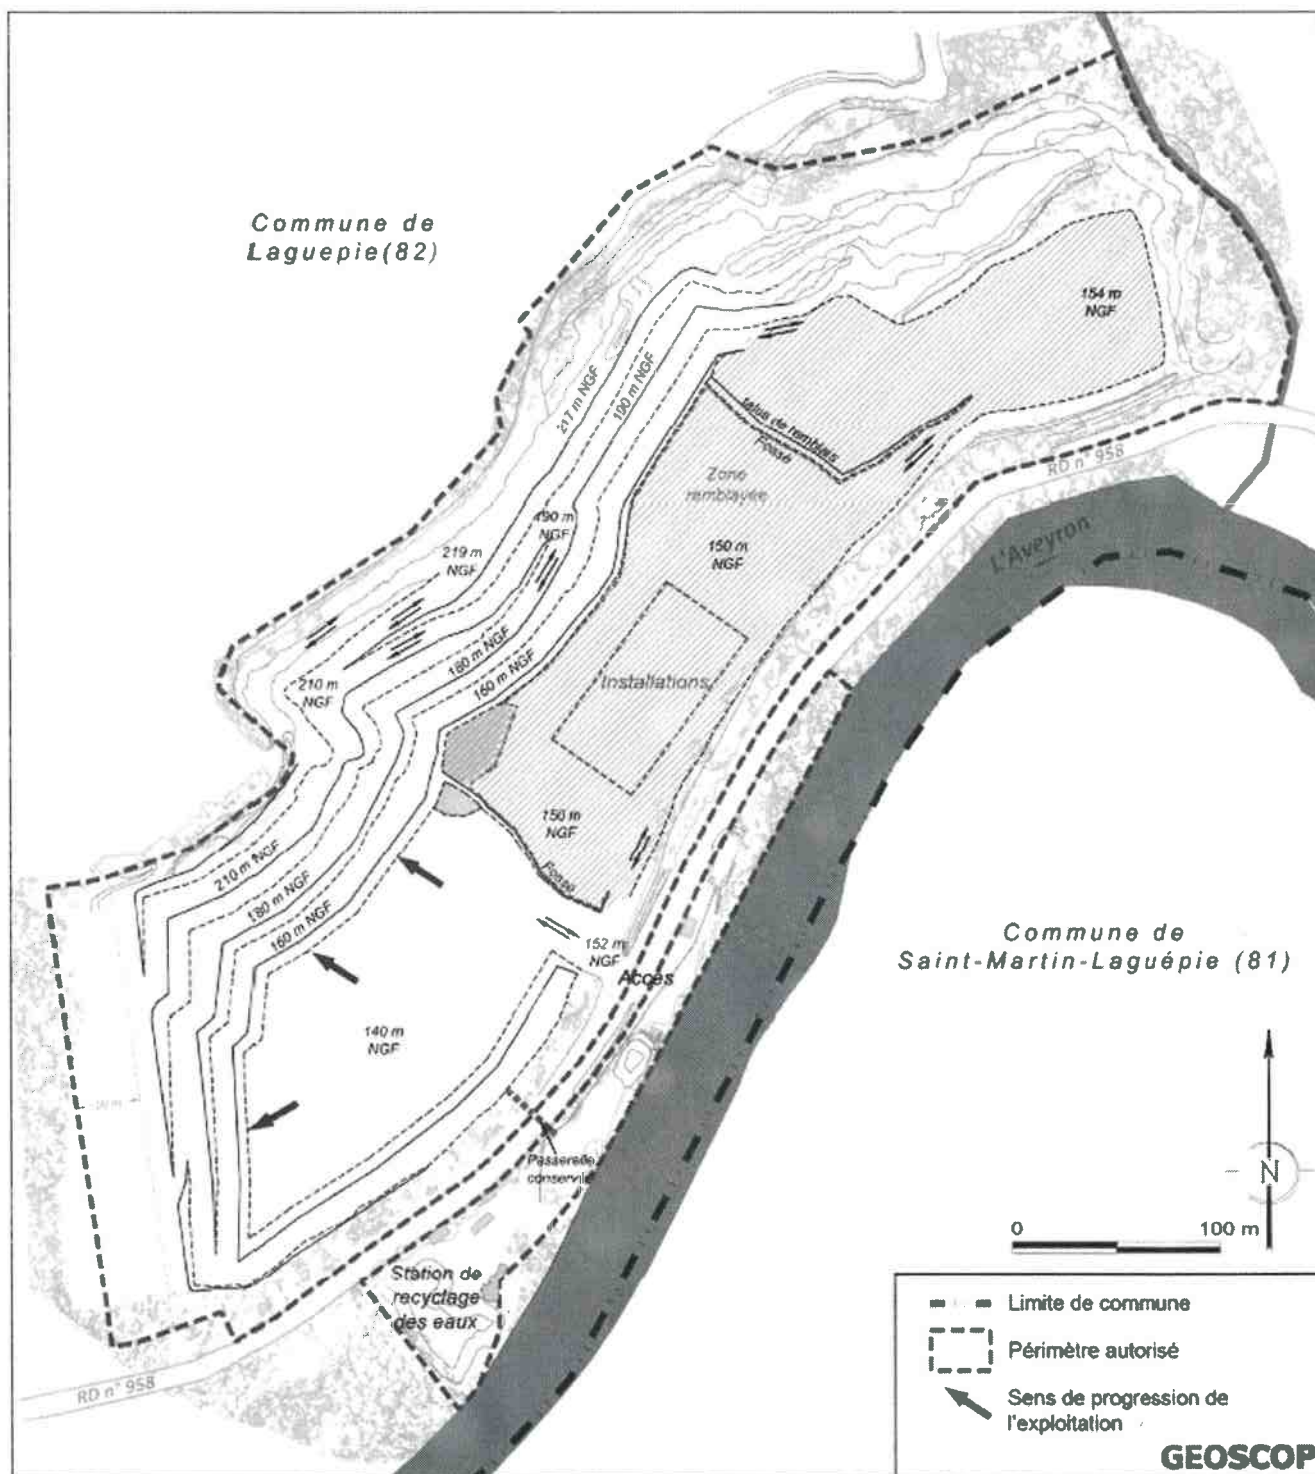 Commune de
Laguepie(82)
154 m
NGF
217 m NGF
190 m NGF
talus de remblais
Fossé
RD n° 958
Zone
remblayée
190 m
NGF
150 m
NGF
L'Aveyron
219 m
NGF
180 m NGF
160 m NGF
210 m
NGF
Installations
150 m
NGF
210 m NGF
180 m NGF
160 m NGF
Fossé
152 m
NGF
Accès
Commune de
Saint-Martin-Laguépie (81)
140 m
NGF
Passerelle
N
0 100 m
Station de
recyclage
des eaux
RD n° 958
Limite de commune
Périmètre autorisé
Sens de progression de
l'exploitation
GEOSCOP